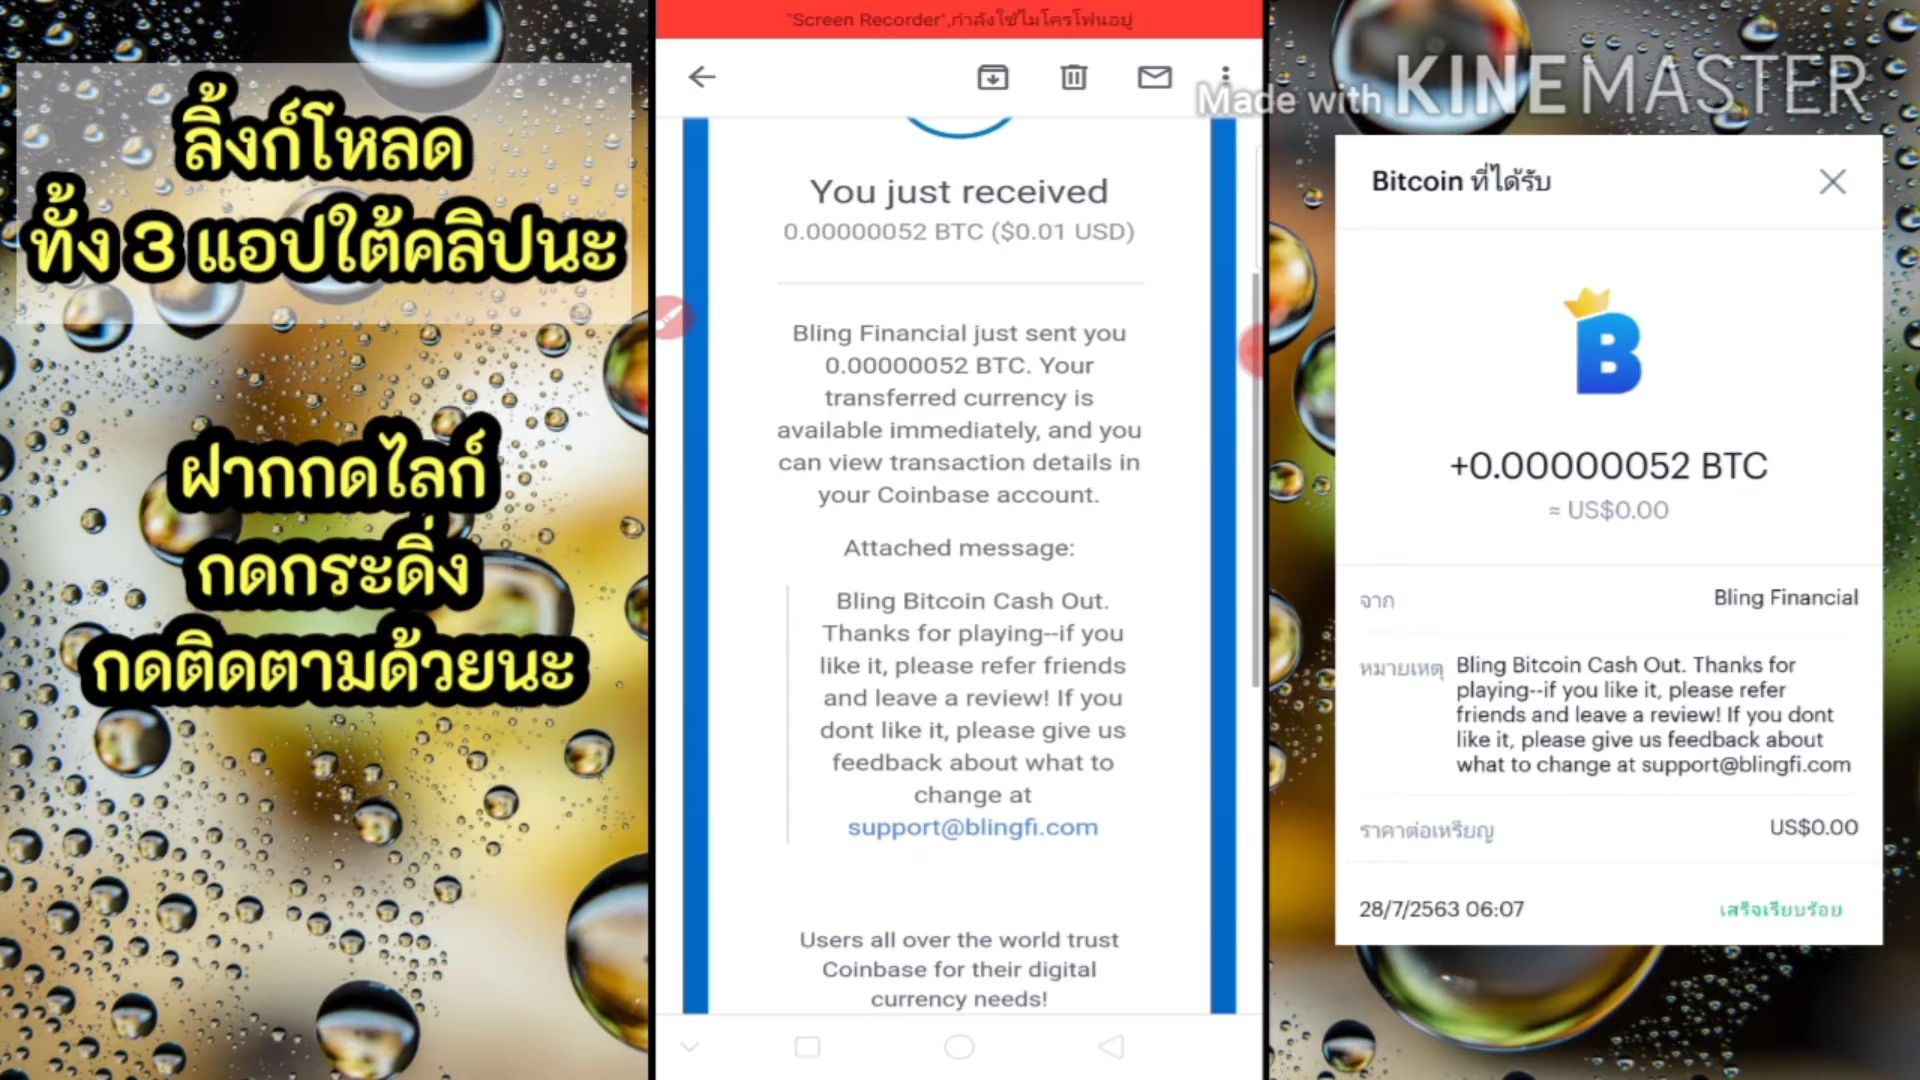 ลิ้งก์โหลด
ทั้ง 3 แอปใต้คลิปนะ
ฝากกดไลก์
กดกระดิ่ง
กดติดตามด้วยนะ
"Screen Recorder",กำลังใช้ไมโครโฟนอยู่
You just received
0.00000052 BTC ($0.01 USD)
Bling Financial just sent you
0.00000052 BTC. Your
transferred currency is
available immediately, and you
can view transaction details in
your Coinbase account.
Attached message:
Bling Bitcoin Cash Out.
Thanks for playing--if you
like it, please refer friends
and leave a review! If you
dont like it, please give us
feedback about what to
change at
support@blingfi.com
Users all over the world trust
Coinbase for their digital
currency needs!
Made with KINEMASTER
Bitcoin ที่ได้รับ
B
+0.00000052 BTC
≈ US$0.00
จาก Bling Financial
หมายเหตุ Bling Bitcoin Cash Out. Thanks for
playing--if you like it, please refer
friends and leave a review! If you dont
like it, please give us feedback about
what to change at support@blingfi.com
ราคาต่อเหรียญ US$0.00
28/7/2563 06:07 เสร็จเรียบร้อย